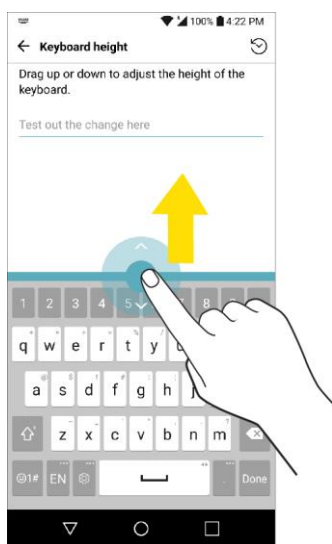 100% 4:22 PM
Keyboard height
Drag up or down to adjust the height of the
keyboard.
Test out the change here
1 2 3 4 5 7 8
q w e r t y
a s d f g h j
z x c v b n m
1# EN . Done